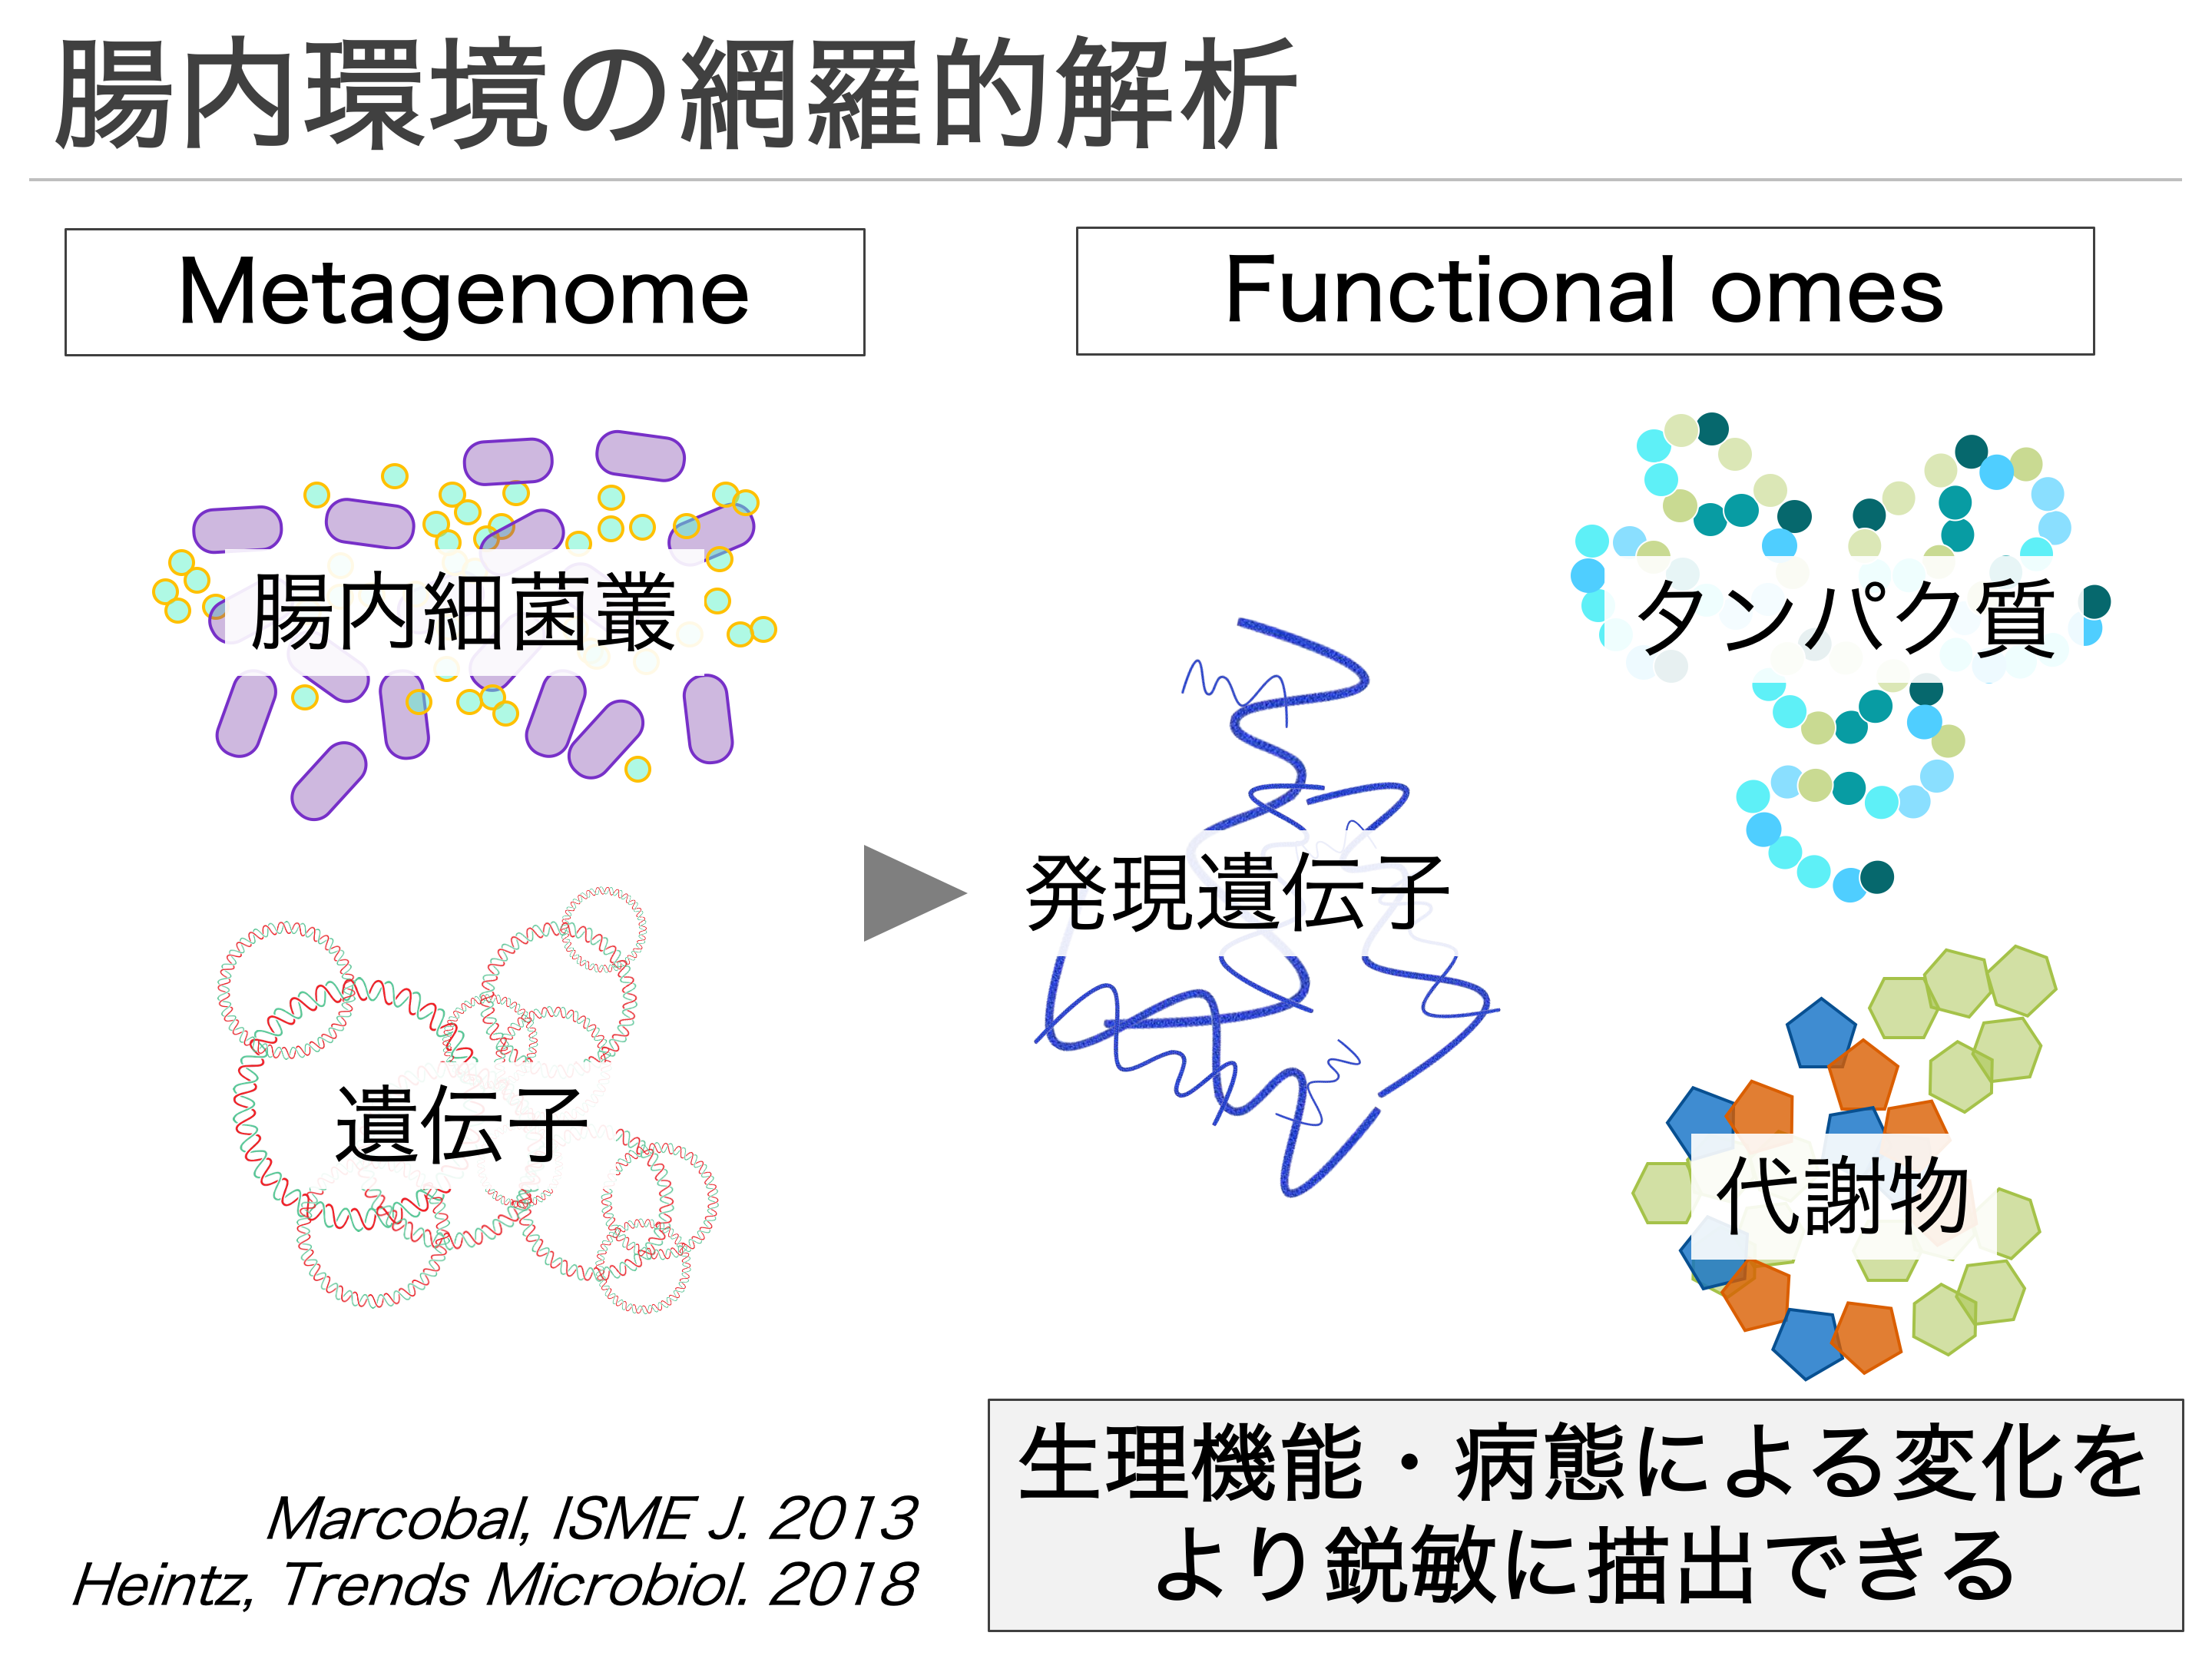 腸内環境の網羅的解析
Metagenome
Functional omes
腸内細菌叢
タンパク質
発現遺伝子
遺伝子
代謝物
生理機能・病態による変化を
より鋭敏に描出できる
Marcobal, ISME J. 2013
Heintz, Trends Microbiol. 2018